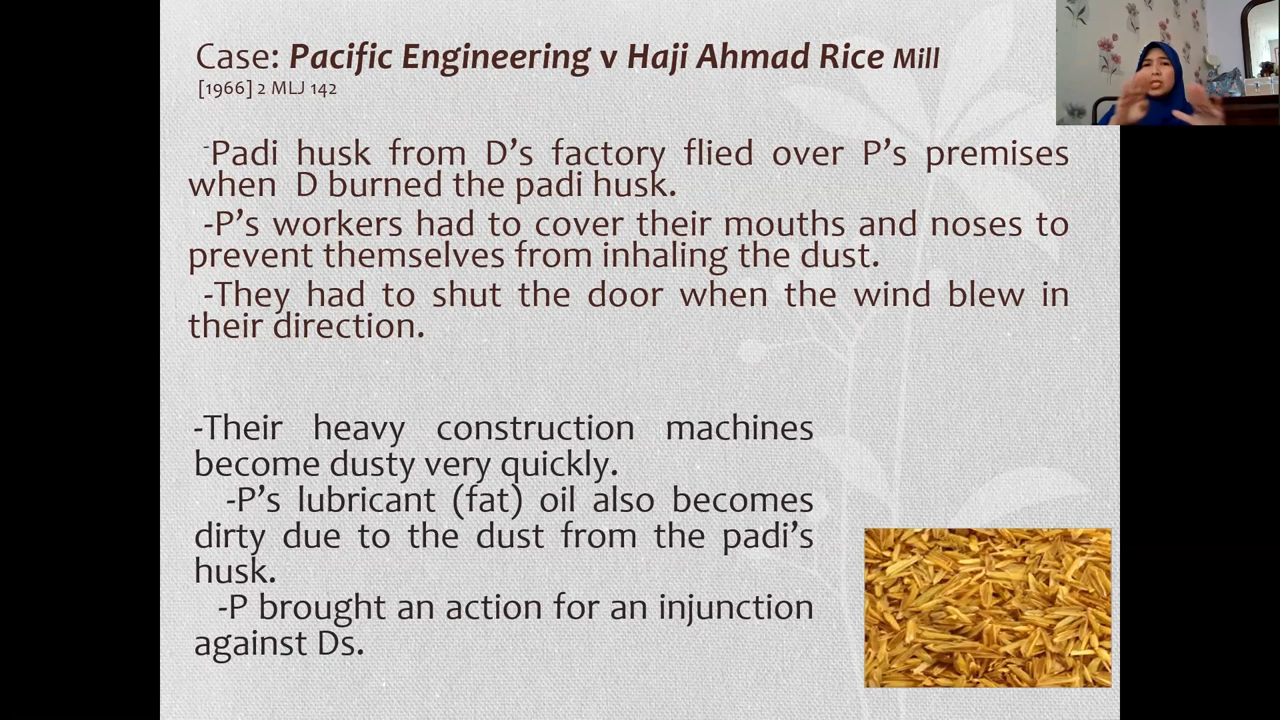 Case: Pacific Engineering v Haji Ahmad Rice Mill
[1966] 2 MLJ 142
-Padi husk from D’s factory flied over P’s premises
when D burned the padi husk.
-P’s workers had to cover their mouths and noses to
prevent themselves from inhaling the dust.
-They had to shut the door when the wind blew in
their direction.
-Their heavy construction machines
become dusty very quickly.
-P’s lubricant (fat) oil also becomes
dirty due to the dust from the padi’s
husk.
-P brought an action for an injunction
against Ds.